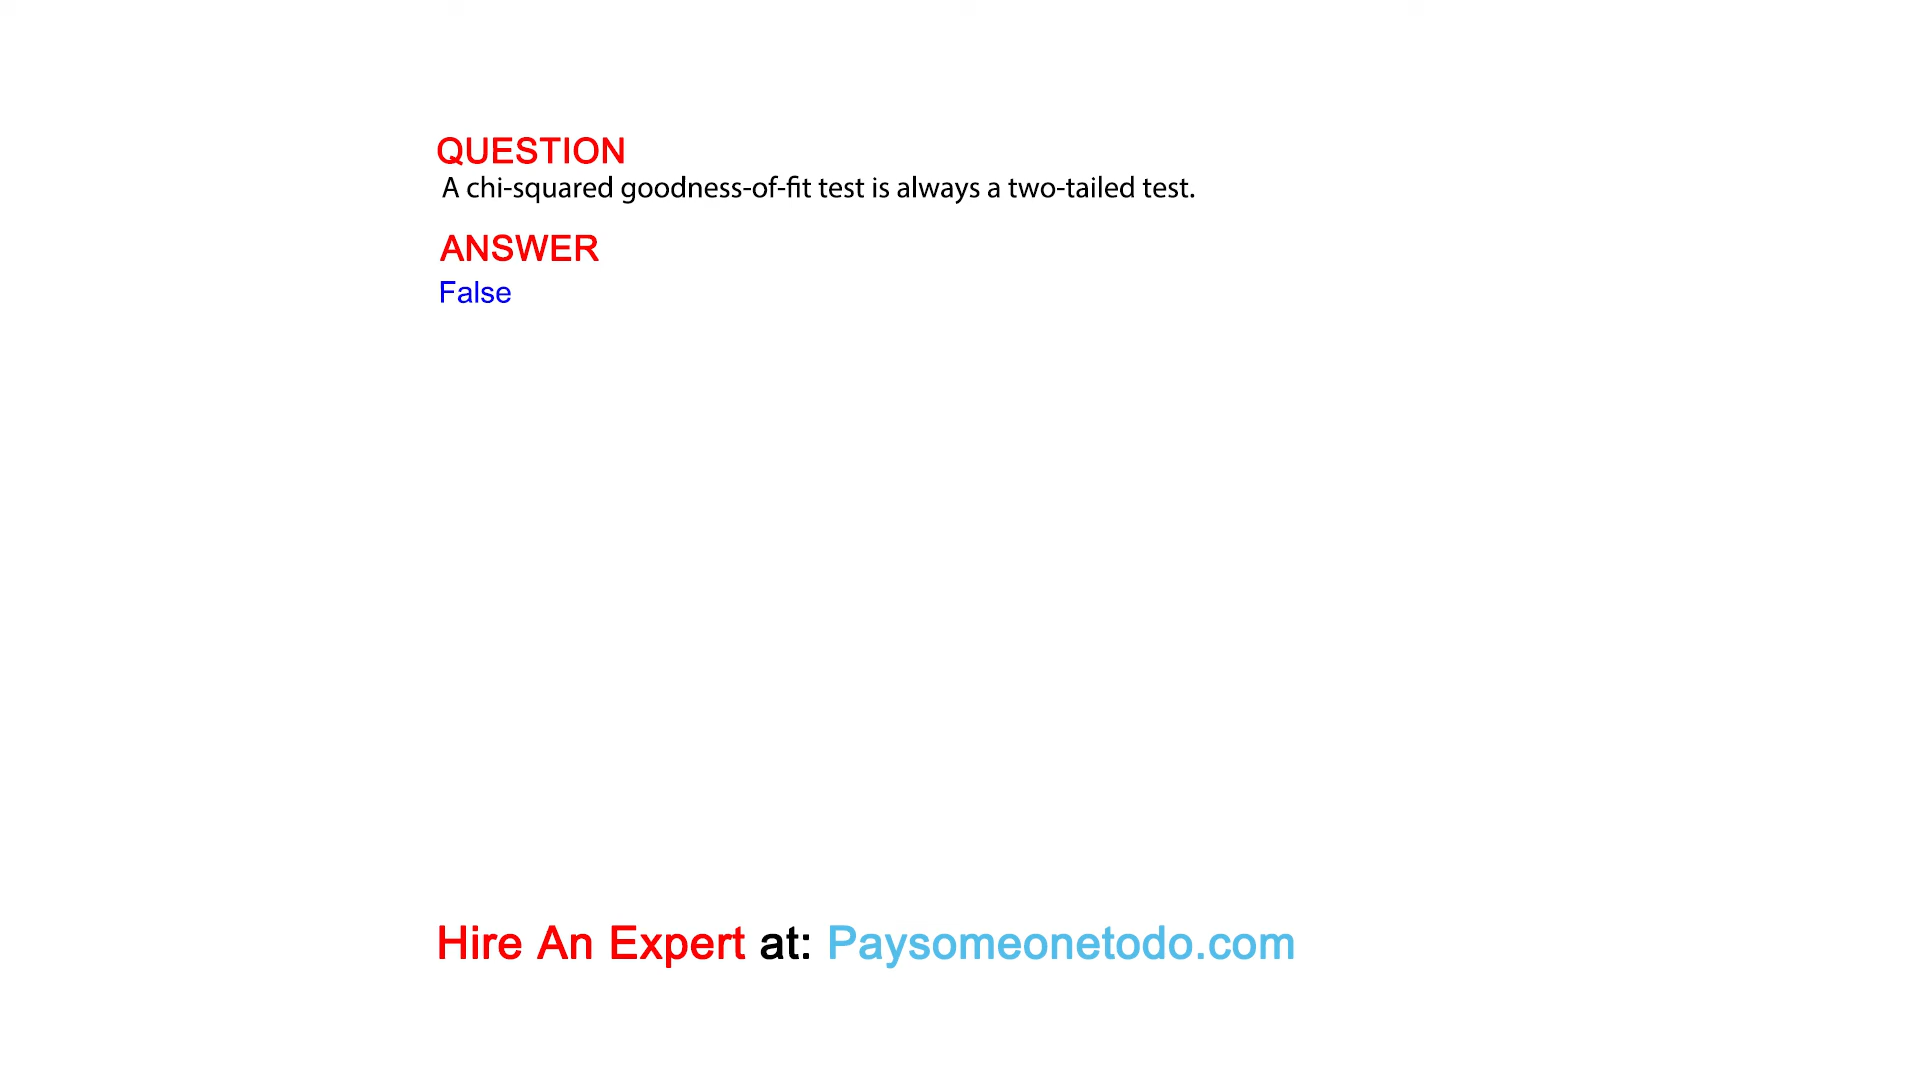 QUESTION
A chi-squared goodness-of-fit test is always a two-tailed test.
ANSWER
False
Hire An Expert at: Paysomeonetodo.com